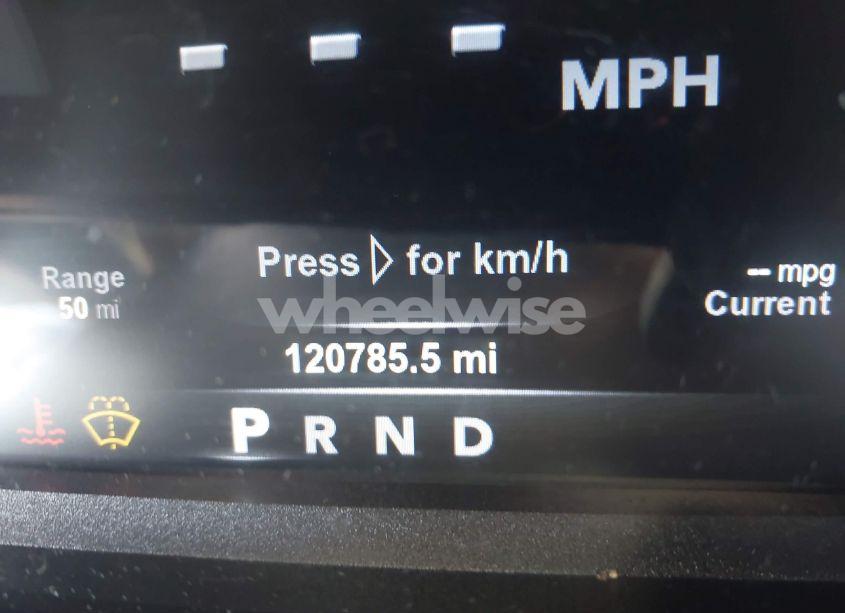 --- MPH
Press ▷ for km/h
Range
50 mi
-- mpg
Current
wheelwise
120785.5 mi
P R N D